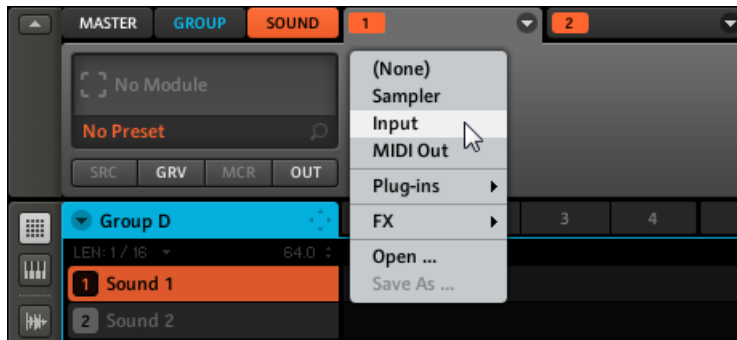 MASTER GROUP SOUND 1 2
No Module
No Preset
SRC GRV MCR OUT
(None)
Sampler
Input
MIDI Out
Plug-ins
FX
Open ...
Save As ...
Group D 3 4
LEN: 1 / 16 64.0
1 Sound 1
2 Sound 2